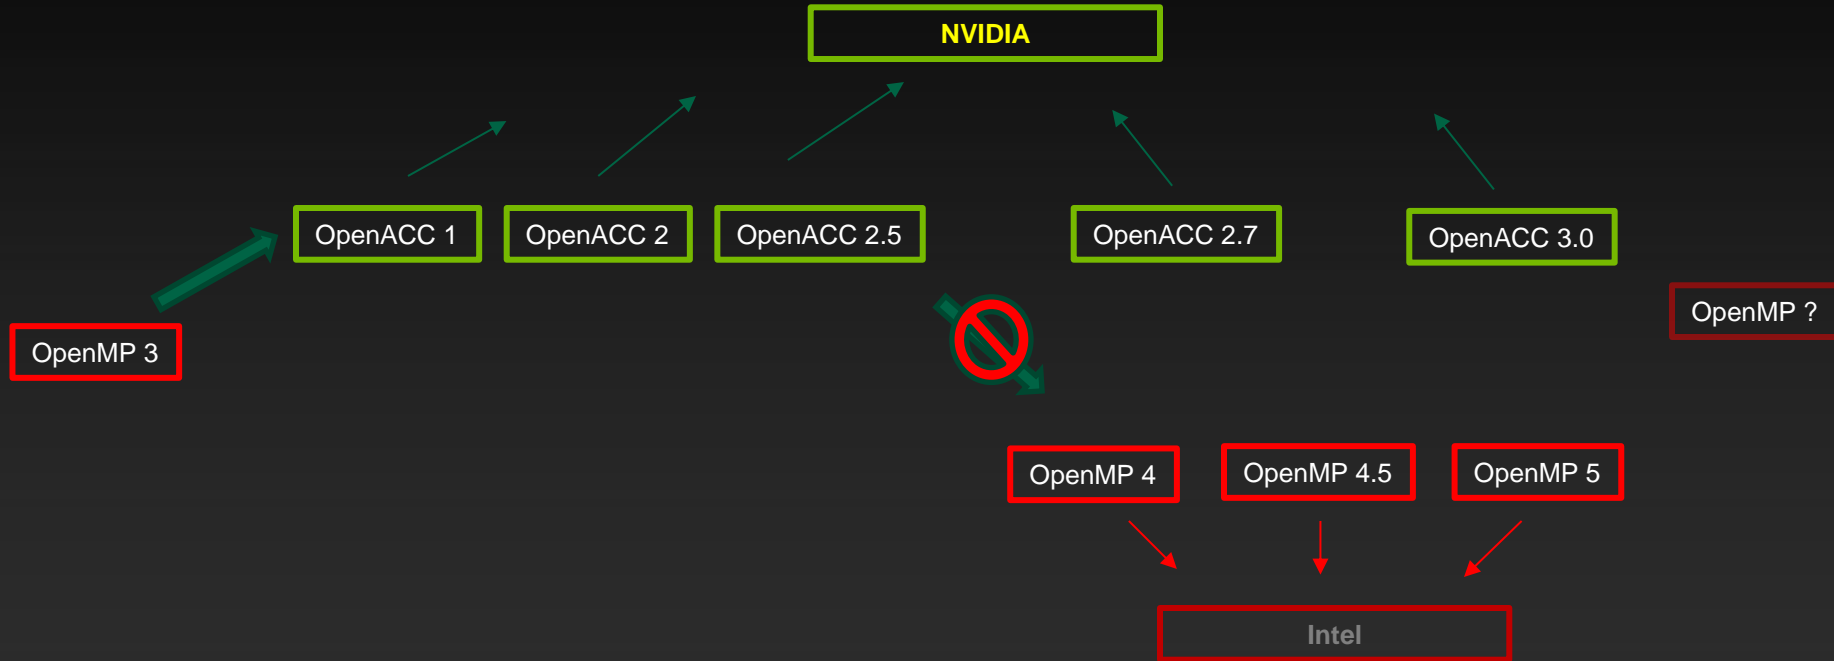 NVIDIA
OpenACC 1
OpenACC 2
OpenACC 2.5
OpenACC 2.7
OpenACC 3.0
OpenMP ?
OpenMP 3
OpenMP 4
OpenMP 4.5
OpenMP 5
Intel